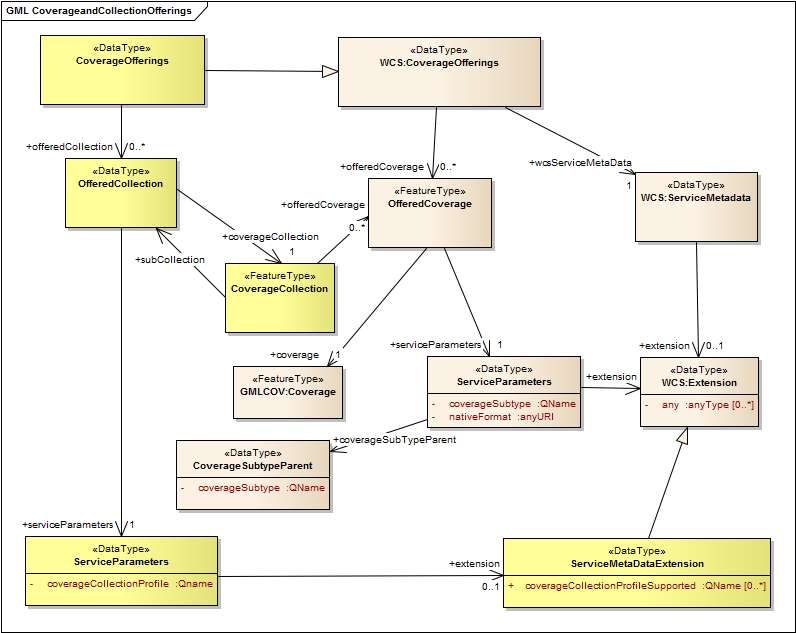 GML CoverageandCollectionOfferings
«DataType»
CoverageOfferings
«DataType»
WCS:CoverageOfferings
+offeredCollection
0..*
+offeredCoverage
0..*
+wcsServiceMetaData
1
«DataType»
OfferedCollection
«FeatureType»
OfferedCoverage
«DataType»
WCS:ServiceMetadata
+offeredCoverage
0..*
+coverageCollection
1
+subCollection
«FeatureType»
CoverageCollection
+coverage
1
+serviceParameters
1
+extension
0..1
«FeatureType»
GMLCOV:Coverage
«DataType»
ServiceParameters
- coverageSubtype :QName
- nativeFormat :anyURI
+extension
«DataType»
WCS:Extension
- any :anyType [0..*]
+coverageSubTypeParent
«DataType»
CoverageSubtypeParent
- coverageSubtype :QName
+serviceParameters
1
«DataType»
ServiceParameters
- coverageCollectionProfile :Qname
+extension
0..1
«DataType»
ServiceMetaDataExtension
+ coverageCollectionProfileSupported :QName [0..*]